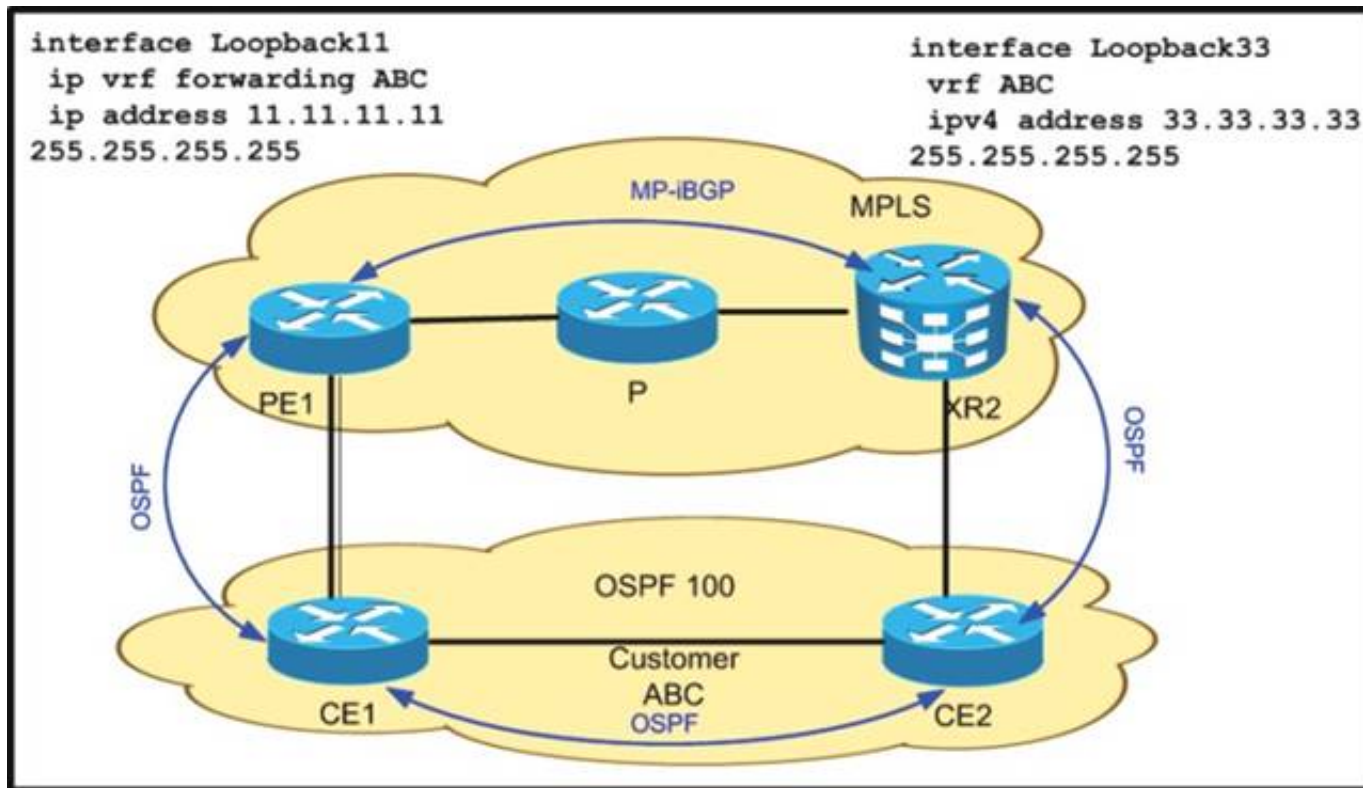 interface Loopback11
ip vrf forwarding ABC
ip address 11.11.11.11
255.255.255.255
interface Loopback33
vrf ABC
ipv4 address 33.33.33.33
255.255.255.255
MP-iBGP
MPLS
PE1
P
XR2
OSPF
OSPF
OSPF 100
Customer
ABC
OSPF
CE1
CE2